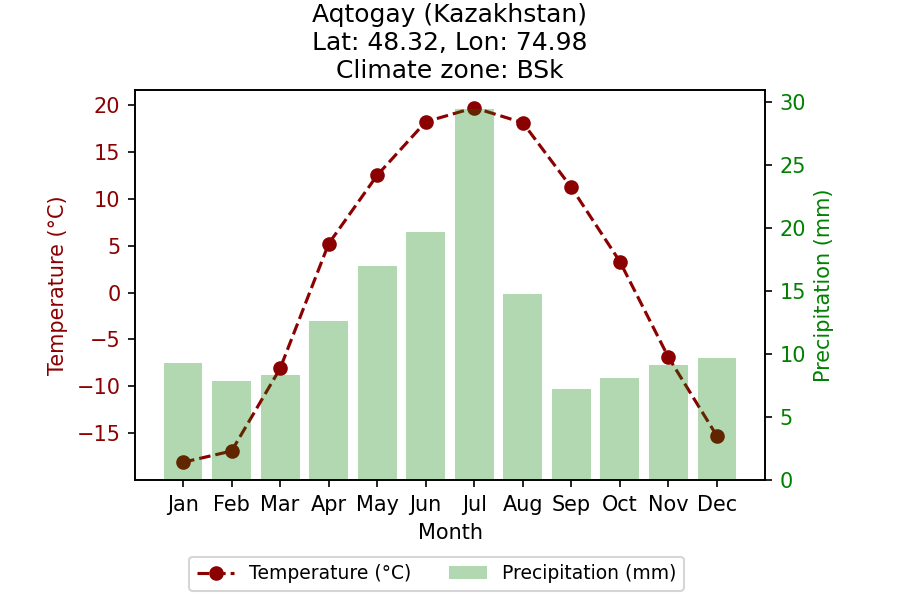 Aqtogay (Kazakhstan)
Lat: 48.32, Lon: 74.98
Climate zone: BSk
20
15
10
5
0
−5
−10
−15
Temperature (°C)
30
25
20
15
10
5
0
Precipitation (mm)
Jan Feb Mar Apr May Jun Jul Aug Sep Oct Nov Dec
Month
Temperature (°C) Precipitation (mm)